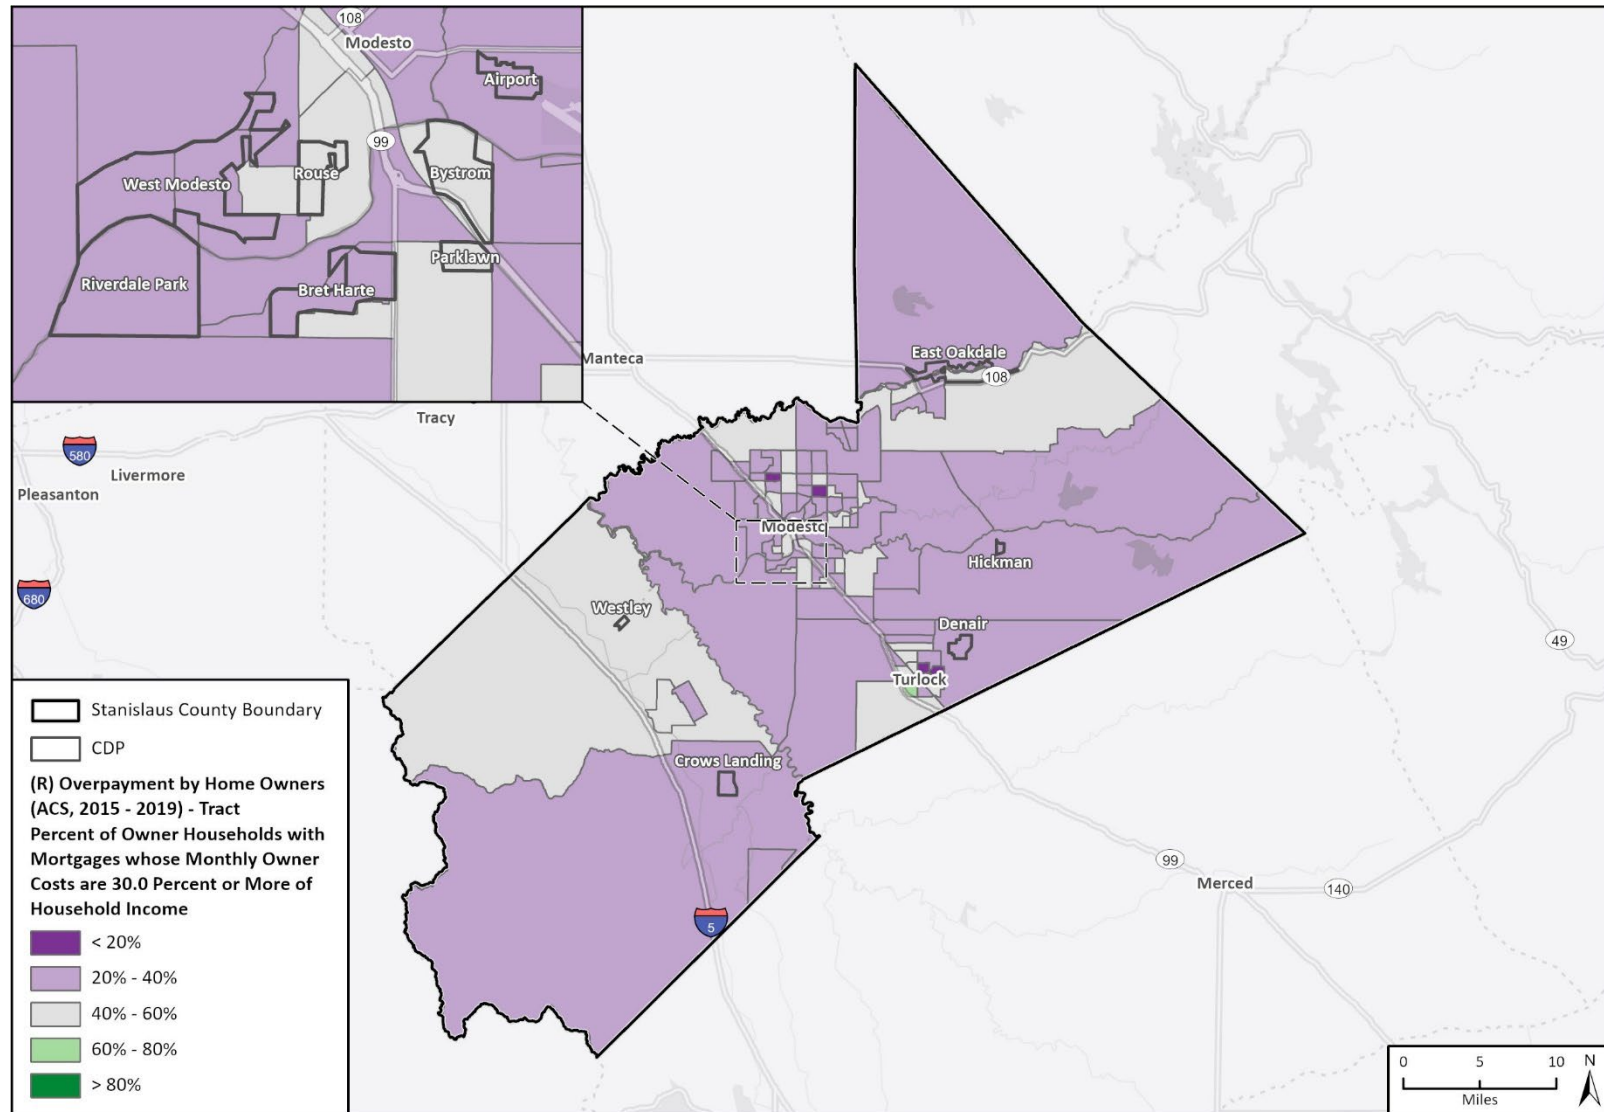 108
Modesto
Airport
99
West Modesto
Rouse
Bystrom
Parklawn
Riverdale Park
Bret Harte
Manteca
Tracy
580
Livermore
Pleasanton
680
East Oakdale
108
Modesto
Hickman
Westley
Denair
Turlock
Crows Landing
5
49
99
Merced
140
Stanislaus County Boundary
CDP
(R) Overpayment by Home Owners
(ACS, 2015 - 2019) - Tract
Percent of Owner Households with
Mortgages whose Monthly Owner
Costs are 30.0 Percent or More of
Household Income
< 20%
20% - 40%
40% - 60%
60% - 80%
> 80%
0 5 10
Miles
N